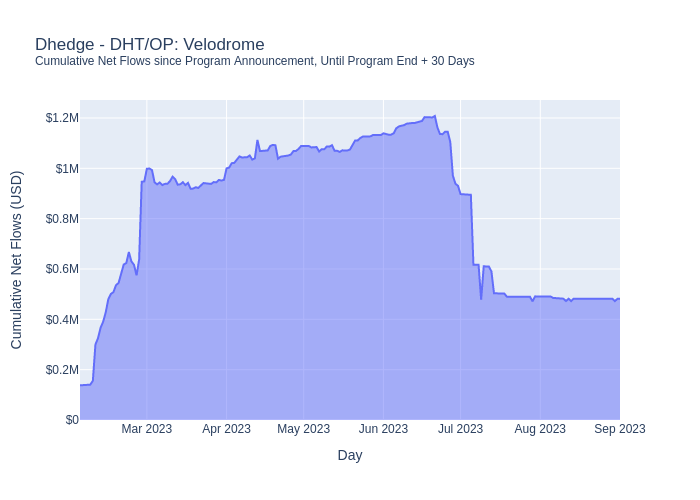 Dhedge - DHT/OP: Velodrome
Cumulative Net Flows since Program Announcement, Until Program End + 30 Days
Cumulative Net Flows (USD)
$1.2M
$1M
$0.8M
$0.6M
$0.4M
$0.2M
$0
Mar 2023 Apr 2023 May 2023 Jun 2023 Jul 2023 Aug 2023 Sep 2023
Day